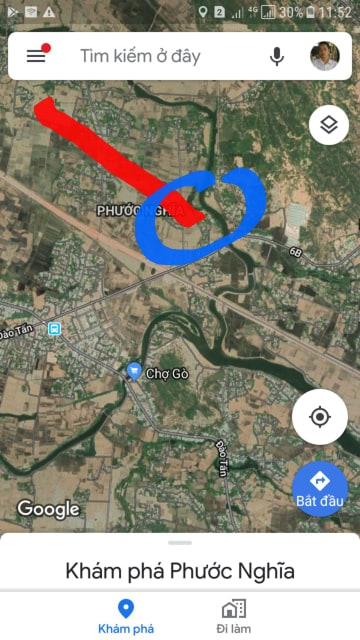 2 4G 30% 11:52
Tìm kiếm ở đây
PHƯỚC NGHĨA
6B
Đào Tấn
Chợ Gò
Đào Tấn
Google
Bắt đầu
Khám phá Phước Nghĩa
Khám phá Đi làm